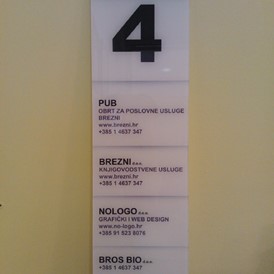 4
PUB
OBRT ZA POSLOVNE USLUGE
BREZNI
www.brezni.hr
+385 1 4637 347
BREZNI d.o.o.
KNJIGOVODSTVENE USLUGE
www.brezni.hr
+385 1 4637 347
NOLOGO d.o.o.
GRAFIČKI I WEB DESIGN
www.no-logo.hr
+385 91 523 8076
BROS BIO d.o.o.
+385 1 4637 347